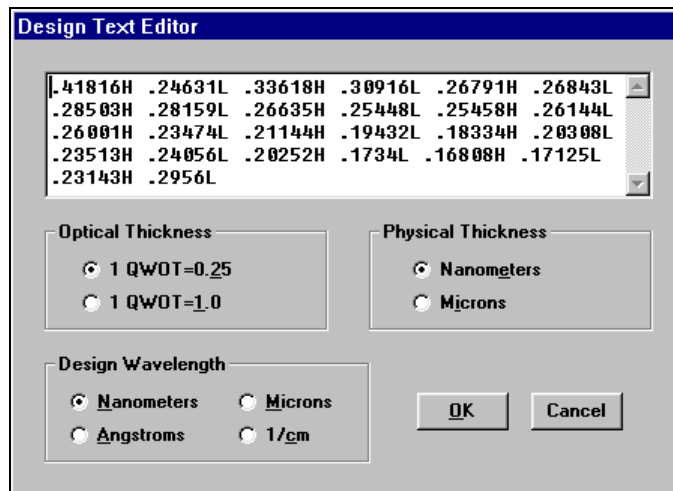 Design Text Editor
.41816H .24631L .33618H .30916L .26791H .26843L
.28503H .28159L .26635H .25448L .25458H .26144L
.26001H .23474L .21144H .19432L .18334H .20308L
.23513H .24056L .20252H .1734L .16808H .17125L
.23143H .2956L
Optical Thickness
1 QWOT=0.25
1 QWOT=1.0
Physical Thickness
Nanometers
Microns
Design Wavelength
Nanometers Microns
Angstroms 1/cm
OK Cancel